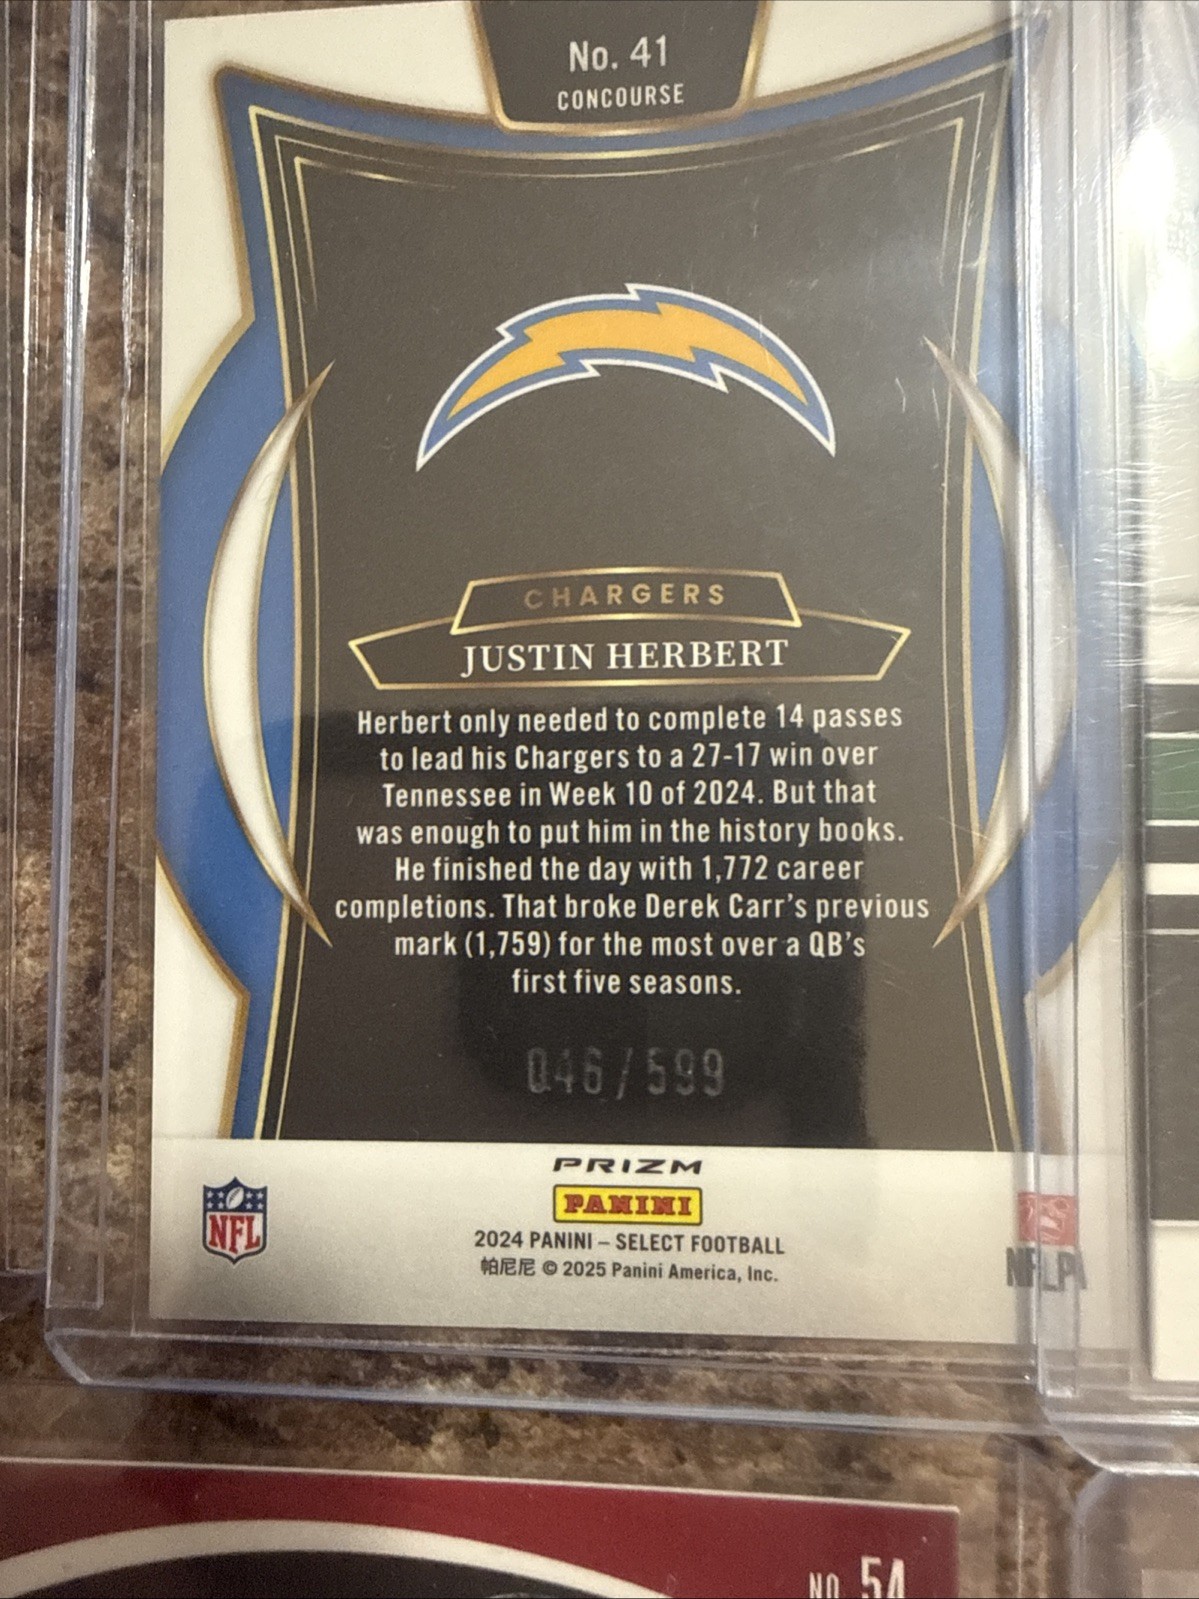 No. 41
CONCOURSE
CHARGERS
JUSTIN HERBERT
Herbert only needed to complete 14 passes
to lead his Chargers to a 27-17 win over
Tennessee in Week 10 of 2024. But that
was enough to put him in the history books.
He finished the day with 1,772 career
completions. That broke Derek Carr's previous
mark (1,759) for the most over a QB's
first five seasons.
046/599
PRIZM
PANINI
NFL
2024 PANINI – SELECT FOOTBALL
帕尼尼 © 2025 Panini America, Inc.
NFLPA
NO. 54